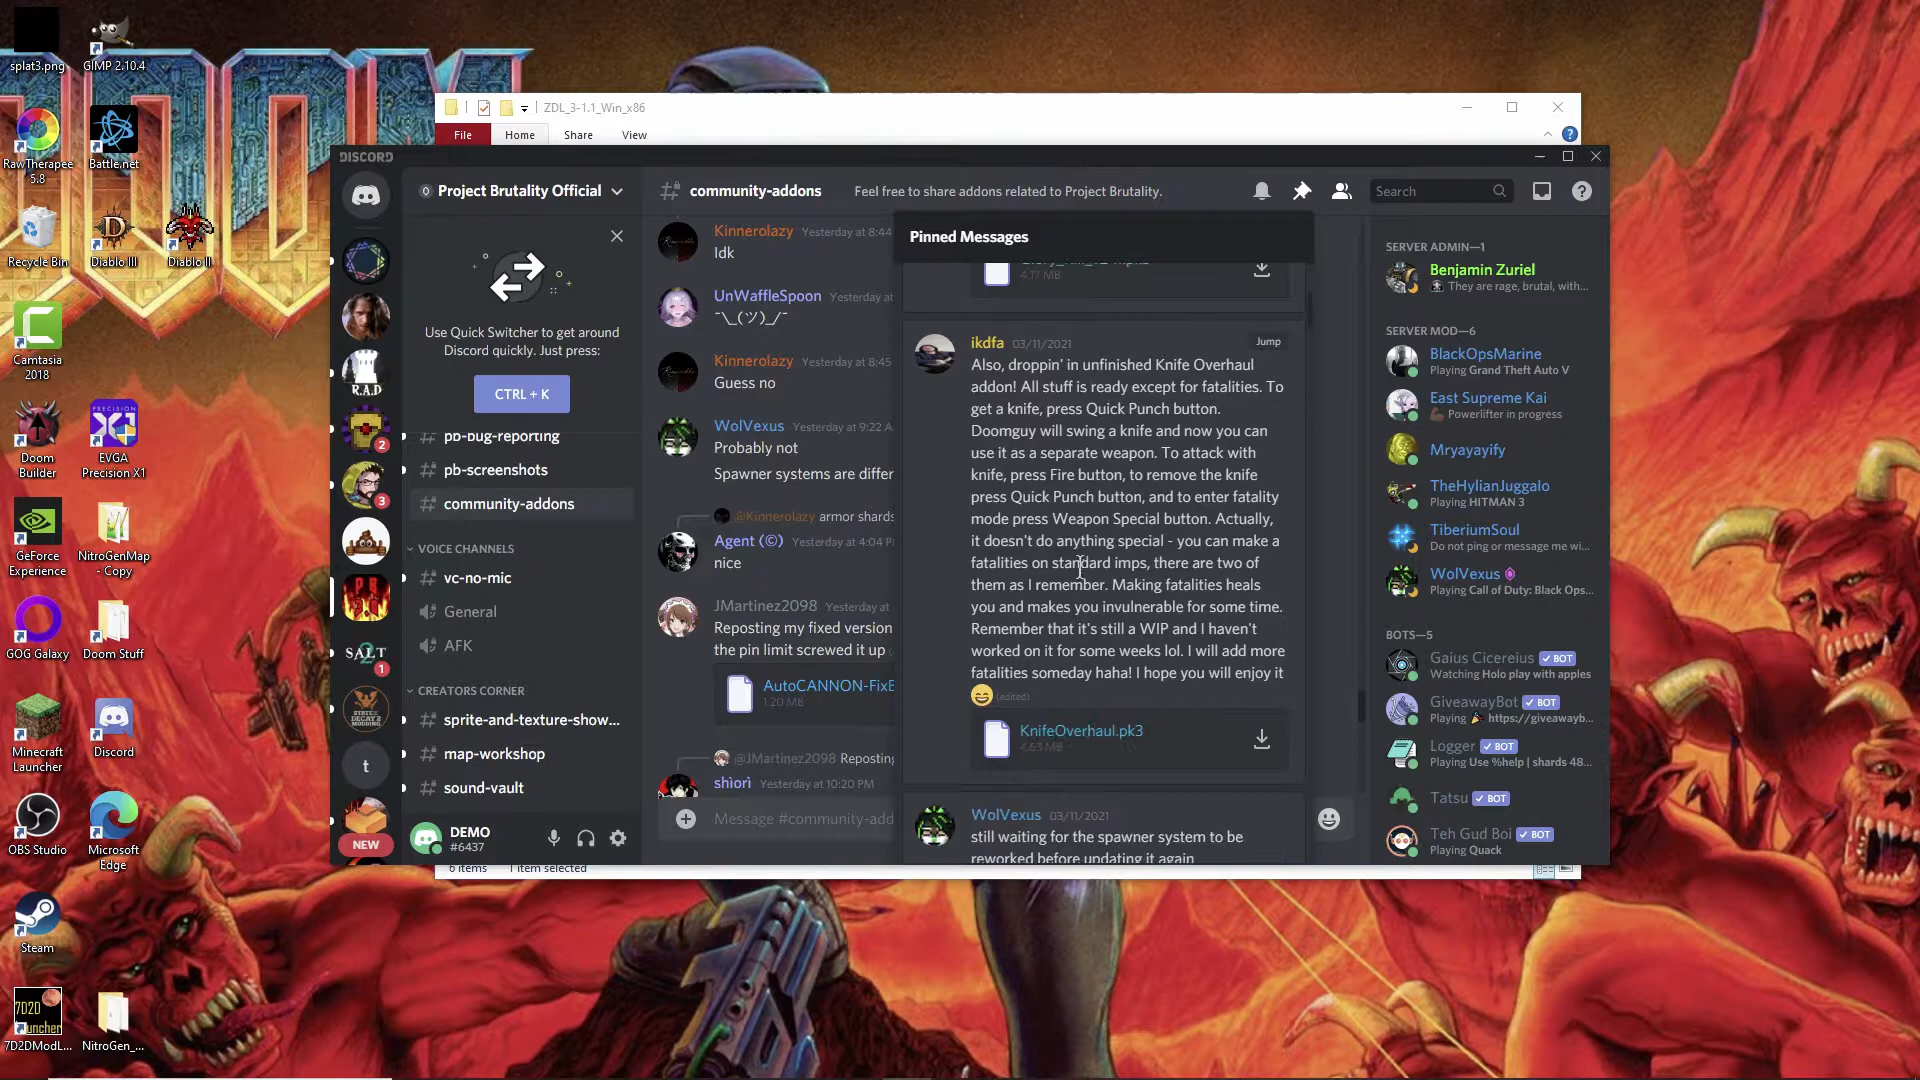 splat3.png
GIMP 2.10.4
RawTherapee 5.8
Battle.net
Recycle Bin
Diablo III
Diablo II
Camtasia 2018
Doom Builder
EVGA Precision X1
GeForce Experience
NitroGenMap - Copy
GOG Galaxy
Doom Stuff
Minecraft Launcher
Discord
OBS Studio
Microsoft Edge
Steam
7D2D
7D2DModL...
NitroGen_...
ZDL_3-1.1_Win_x86
File
Home
Share
View
DISCORD
Project Brutality Official
Use Quick Switcher to get around
Discord quickly. Just press:
CTRL + K
# pb-bug-reporting
# pb-screenshots
# community-addons
VOICE CHANNELS
vc-no-mic
General
AFK
CREATORS CORNER
# sprite-and-texture-show...
# map-workshop
# sound-vault
DEMO
#6437
R.A.D
2
3
SALT
2
1
t
NEW
community-addons
Feel free to share addons related to Project Brutality.
Search
Kinnerolazy Yesterday at 8:44
Idk
UnWaffleSpoon Yesterday at
¯\_(ツ)_/¯
Kinnerolazy Yesterday at 8:45
Guess no
WolVexus Yesterday at 9:22 A
Probably not
Spawner systems are differ
@Kinnerolazy armor shards
Agent (©) Yesterday at 4:04 P
nice
JMartinez2098 Yesterday at
Reposting my fixed version
the pin limit screwed it up
AutoCANNON-FixE
1.20 MB
@JMartinez2098 Reposting
shìorì Yesterday at 10:20 PM
Message #community-add
Pinned Messages
4.17 MB
ikdfa 03/11/2021
Jump
Also, droppin' in unfinished Knife Overhaul
addon! All stuff is ready except for fatalities. To
get a knife, press Quick Punch button.
Doomguy will swing a knife and now you can
use it as a separate weapon. To attack with
knife, press Fire button, to remove the knife
press Quick Punch button, and to enter fatality
mode press Weapon Special button. Actually,
it doesn't do anything special - you can make a
fatalities on standard imps, there are two of
them as I remember. Making fatalities heals
you and makes you invulnerable for some time.
Remember that it's still a WIP and I haven't
worked on it for some weeks lol. I will add more
fatalities someday haha! I hope you will enjoy it
😄 (edited)
KnifeOverhaul.pk3
4.63 MB
WolVexus 03/11/2021
still waiting for the spawner system to be
reworked before updating it again
SERVER ADMIN—1
Benjamin Zuriel
They are rage, brutal, with...
SERVER MOD—6
BlackOpsMarine
Playing Grand Theft Auto V
East Supreme Kai
Powerlifter in progress
Mryayayify
TheHylianJuggalo
Playing HITMAN 3
TiberiumSoul
Do not ping or message me wi...
WolVexus
Playing Call of Duty: Black Ops...
BOTS—5
Gaius Cicereius ✓ BOT
Watching Holo play with apples
GiveawayBot ✓ BOT
Playing https://giveawayb...
Logger ✓ BOT
Playing Use %help | shards 48...
Tatsu ✓ BOT
Teh Gud Boi ✓ BOT
Playing Quack
6 items
1 item selected